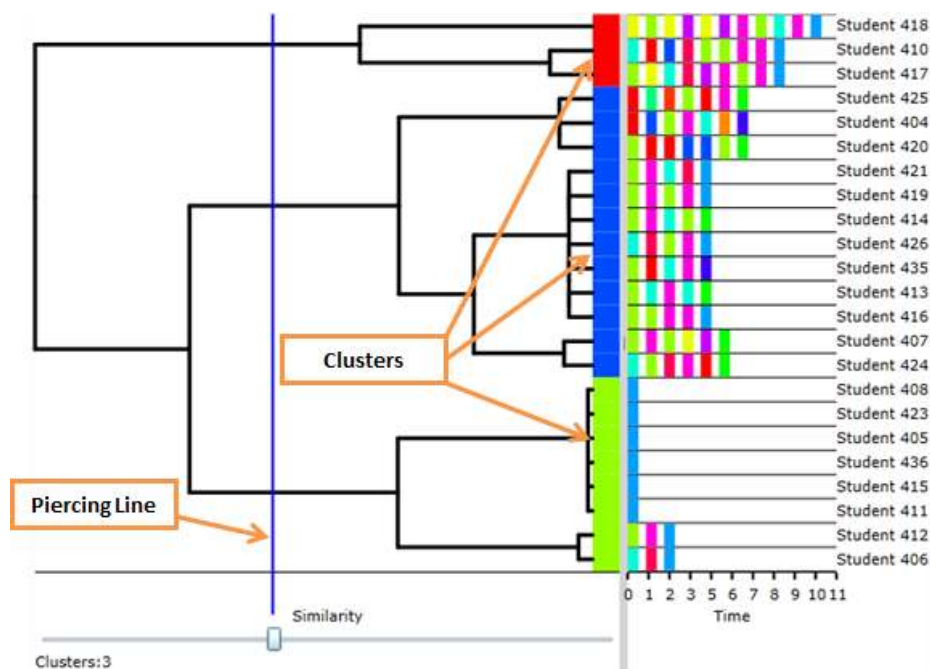 Student 418
Student 410
Student 417
Student 425
Student 404
Student 420
Student 421
Student 419
Student 414
Student 426
Student 435
Student 413
Student 416
Student 407
Student 424
Student 408
Student 423
Student 405
Student 436
Student 415
Student 411
Student 412
Student 406
Clusters
Piercing Line
0 1 2 3 4 5 6 7 8 9 10 11
Time
Similarity
Clusters:3